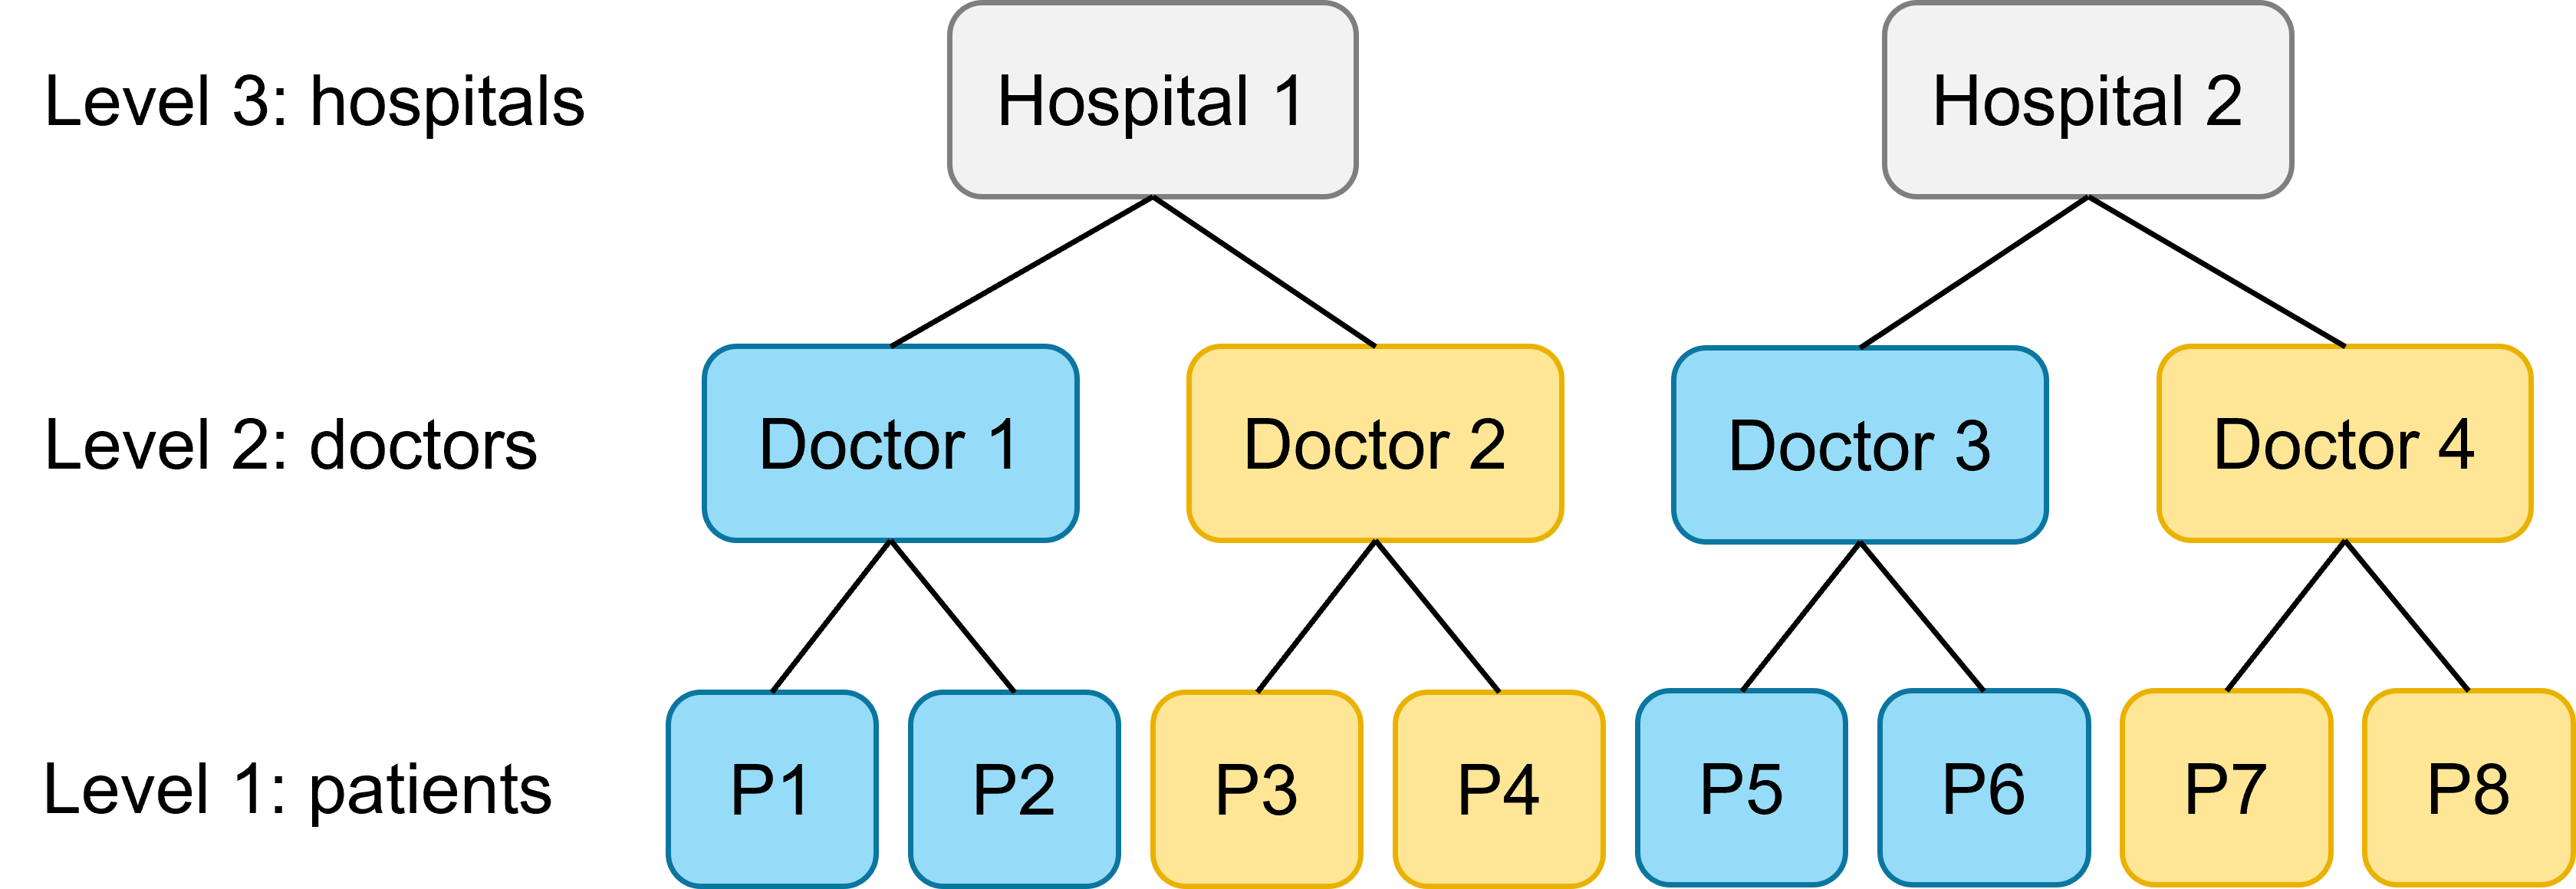 Level 3: hospitals
Hospital 1
Hospital 2
Level 2: doctors
Doctor 1
Doctor 2
Doctor 3
Doctor 4
Level 1: patients
P1
P2
P3
P4
P5
P6
P7
P8